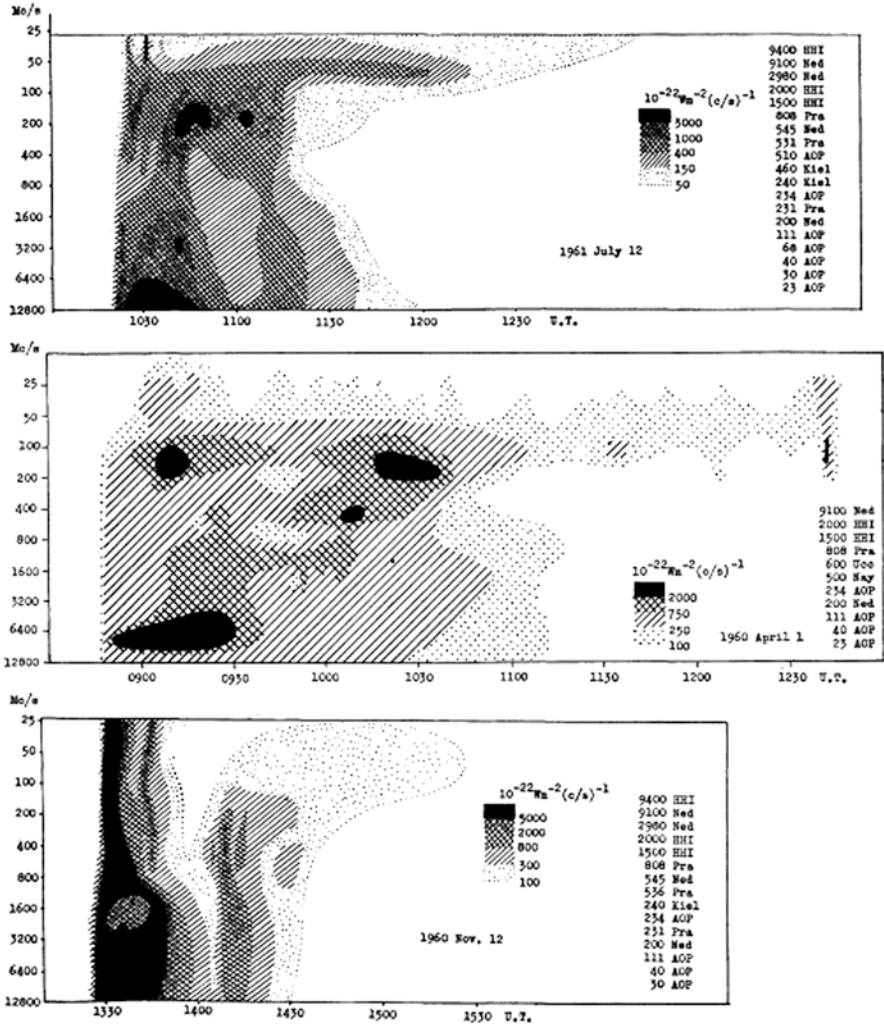 Mc/s
25
50
100
200
400
800
1600
3200
6400
12800
1030
1100
1130
1200
1230
U.T.
10⁻²²Wm⁻²(c/s)⁻¹
5000
1000
400
150
50
1961 July 12
9400 HHI
9100 Ned
2980 Ned
2000 HHI
1500 HHI
808 Pra
545 Ned
531 Pra
510 AOP
460 Kiel
240 Kiel
234 AOP
231 Pra
200 Ned
111 AOP
68 AOP
40 AOP
30 AOP
23 AOP
Mc/s
25
50
100
200
400
800
1600
3200
6400
12800
0900
0930
1000
1030
1100
1130
1200
1230
U.T.
10⁻²²Wm⁻²(c/s)⁻¹
2000
750
250
100
1960 April 1
9100 Ned
2000 HHI
1500 HHI
808 Pra
600 Ucc
500 Nay
234 AOP
200 Ned
111 AOP
40 AOP
23 AOP
Mc/s
25
50
100
200
400
800
1600
3200
6400
12800
1330
1400
1430
1500
1530
U.T.
10⁻²²Wm⁻²(c/s)⁻¹
5000
2000
800
300
100
1960 Nov. 12
9400 HHI
9100 Ned
2980 Ned
2000 HHI
1500 HHI
808 Pra
545 Ned
536 Pra
240 Kiel
234 AOP
231 Pra
200 Ned
111 AOP
40 AOP
30 AOP